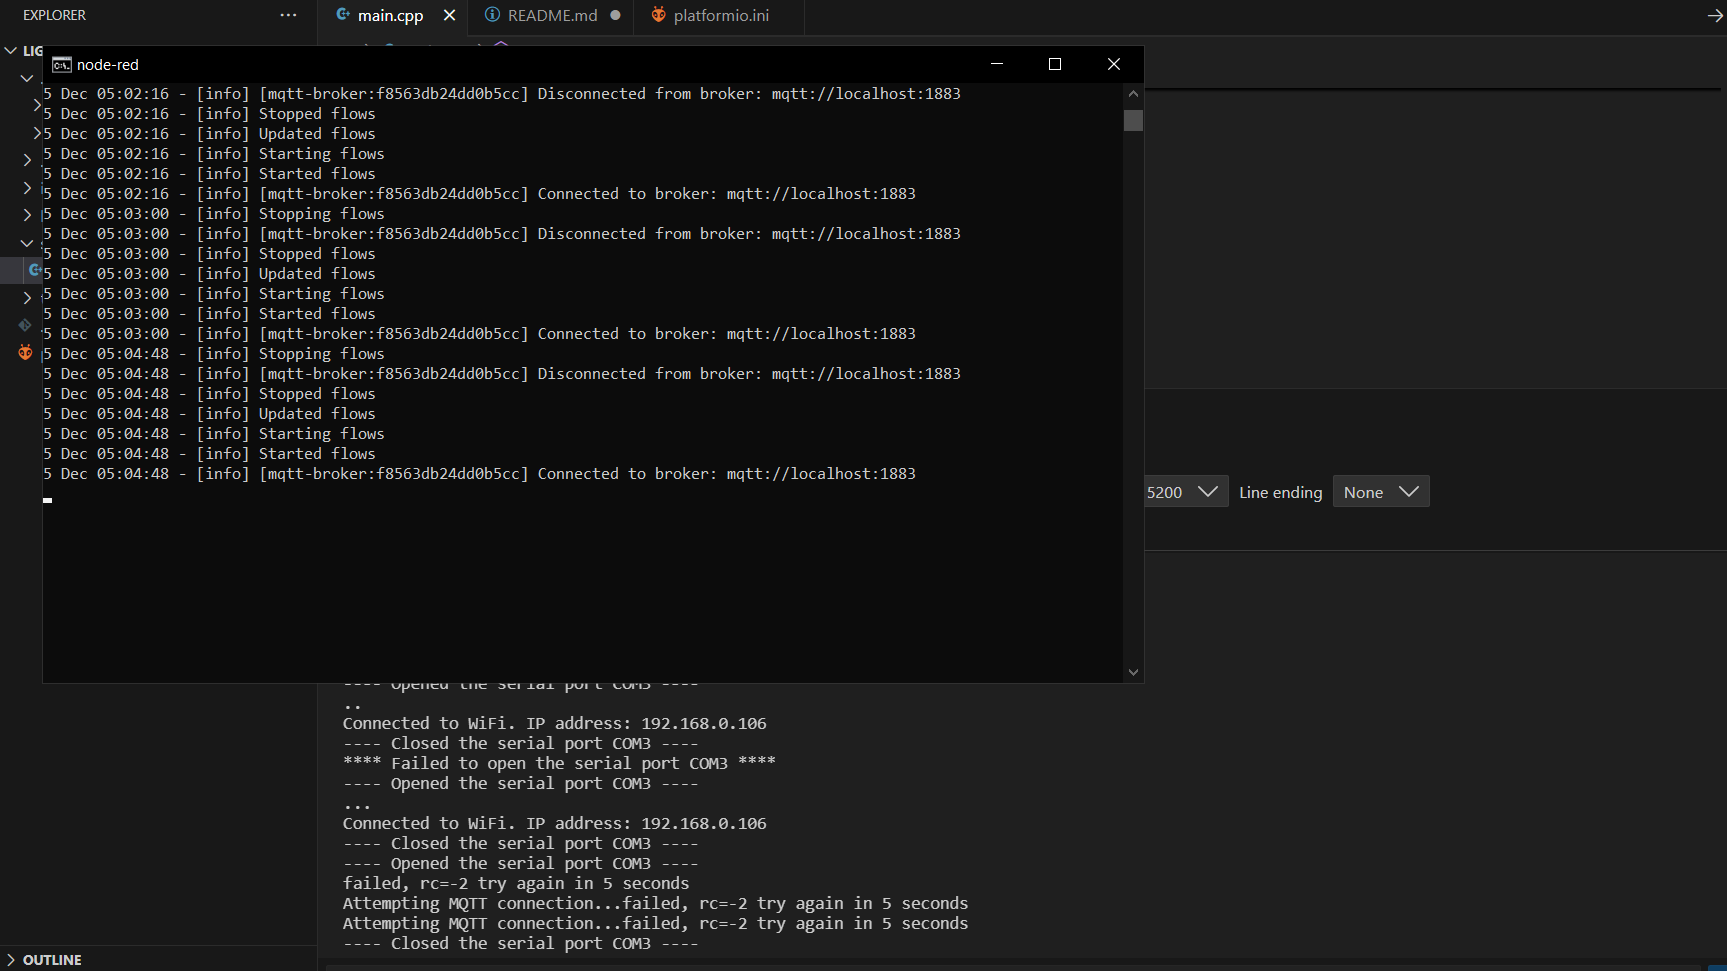 EXPLORER
main.cpp
README.md
platformio.ini
LIG
node-red
5 Dec 05:02:16 - [info] [mqtt-broker:f8563db24dd0b5cc] Disconnected from broker: mqtt://localhost:1883
5 Dec 05:02:16 - [info] Stopped flows
5 Dec 05:02:16 - [info] Updated flows
5 Dec 05:02:16 - [info] Starting flows
5 Dec 05:02:16 - [info] Started flows
5 Dec 05:02:16 - [info] [mqtt-broker:f8563db24dd0b5cc] Connected to broker: mqtt://localhost:1883
5 Dec 05:03:00 - [info] Stopping flows
5 Dec 05:03:00 - [info] [mqtt-broker:f8563db24dd0b5cc] Disconnected from broker: mqtt://localhost:1883
5 Dec 05:03:00 - [info] Stopped flows
5 Dec 05:03:00 - [info] Updated flows
5 Dec 05:03:00 - [info] Starting flows
5 Dec 05:03:00 - [info] Started flows
5 Dec 05:03:00 - [info] [mqtt-broker:f8563db24dd0b5cc] Connected to broker: mqtt://localhost:1883
5 Dec 05:04:48 - [info] Stopping flows
5 Dec 05:04:48 - [info] [mqtt-broker:f8563db24dd0b5cc] Disconnected from broker: mqtt://localhost:1883
5 Dec 05:04:48 - [info] Stopped flows
5 Dec 05:04:48 - [info] Updated flows
5 Dec 05:04:48 - [info] Starting flows
5 Dec 05:04:48 - [info] Started flows
5 Dec 05:04:48 - [info] [mqtt-broker:f8563db24dd0b5cc] Connected to broker: mqtt://localhost:1883
5200 Line ending None
---- Opened the serial port COM3 ----
..
Connected to WiFi. IP address: 192.168.0.106
---- Closed the serial port COM3 ----
**** Failed to open the serial port COM3 ****
---- Opened the serial port COM3 ----
...
Connected to WiFi. IP address: 192.168.0.106
---- Closed the serial port COM3 ----
---- Opened the serial port COM3 ----
failed, rc=-2 try again in 5 seconds
Attempting MQTT connection...failed, rc=-2 try again in 5 seconds
Attempting MQTT connection...failed, rc=-2 try again in 5 seconds
---- Closed the serial port COM3 ----
OUTLINE